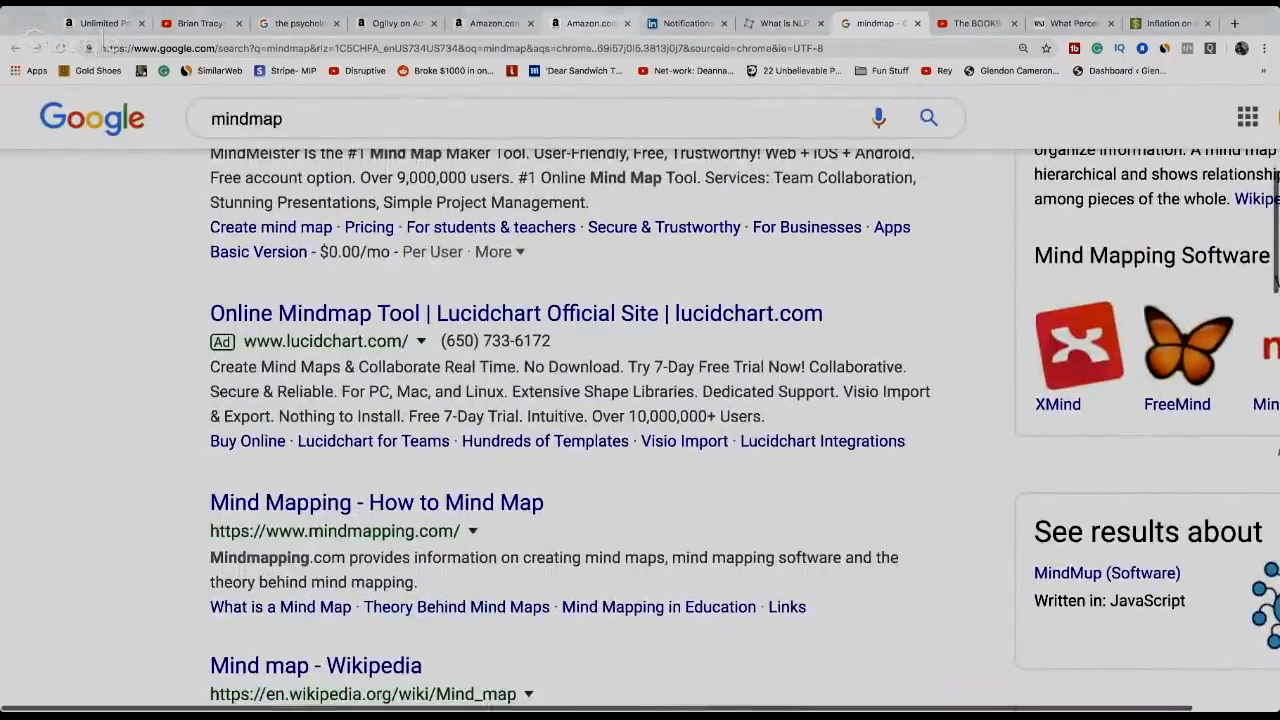 Unlimited Po
Brian Tracy:
the psychol
Ogilvy on Ad
Amazon.com
Amazon.co
Notifications
What is NLP
mindmap - G
The BOOKS
WSJ What Percen
Inflation on
https://www.google.com/search?q=mindmap&rlz=1C5CHFA_enUS734US734&oq=mindmap&aqs=chrome..69i57j0l5.3813j0j7&sourceid=chrome&ie=UTF-8
Apps
Gold Shoes
SimilarWeb
Stripe- MIP
Disruptive
Broke $1000 in on...
'Dear Sandwich T...
Net-work: Deanna...
22 Unbelievable P...
Fun Stuff
Rey
Glendon Cameron...
Dashboard ‹ Glen...
Google
mindmap
MindMeister is the #1 Mind Map Maker Tool. User-Friendly, Free, Trustworthy! Web + iOS + Android.
Free account option. Over 9,000,000 users. #1 Online Mind Map Tool. Services: Team Collaboration,
Stunning Presentations, Simple Project Management.
Create mind map · Pricing · For students & teachers · Secure & Trustworthy · For Businesses · Apps
Basic Version - $0.00/mo - Per User · More
Online Mindmap Tool | Lucidchart Official Site | lucidchart.com
Ad www.lucidchart.com/ (650) 733-6172
Create Mind Maps & Collaborate Real Time. No Download. Try 7-Day Free Trial Now! Collaborative.
Secure & Reliable. For PC, Mac, and Linux. Extensive Shape Libraries. Dedicated Support. Visio Import
& Export. Nothing to Install. Free 7-Day Trial. Intuitive. Over 10,000,000+ Users.
Buy Online · Lucidchart for Teams · Hundreds of Templates · Visio Import · Lucidchart Integrations
Mind Mapping - How to Mind Map
https://www.mindmapping.com/
Mindmapping.com provides information on creating mind maps, mind mapping software and the
theory behind mind mapping.
What is a Mind Map · Theory Behind Mind Maps · Mind Mapping in Education · Links
Mind map - Wikipedia
https://en.wikipedia.org/wiki/Mind_map
organize information. A mind map
hierarchical and shows relationship
among pieces of the whole. Wikipe
Mind Mapping Software
XMind
FreeMind
Min
See results about
MindMup (Software)
Written in: JavaScript